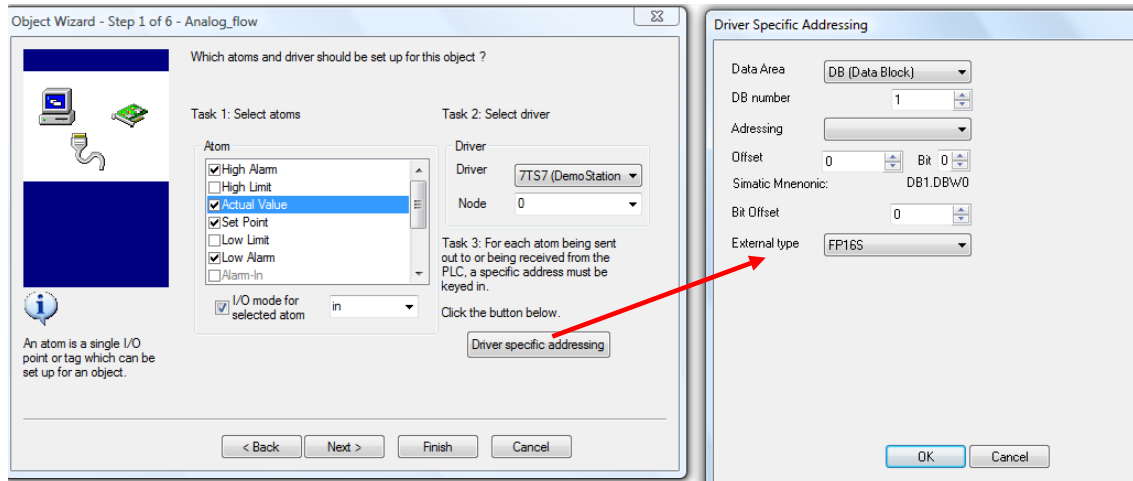 Object Wizard - Step 1 of 6 - Analog_flow
Which atoms and driver should be set up for this object ?
Task 1: Select atoms
Atom
High Alarm
High Limit
Actual Value
Set Point
Low Limit
Low Alarm
Alarm-In
I/O mode for
selected atom
in
Task 2: Select driver
Driver
Driver
7TS7 (DemoStation
Node
0
Task 3: For each atom being sent
out to or being received from the
PLC, a specific address must be
keyed in.
Click the button below.
Driver specific addressing
An atom is a single I/O
point or tag which can be
set up for an object.
< Back
Next >
Finish
Cancel
Driver Specific Addressing
Data Area
DB (Data Block)
DB number
1
Adressing
Offset
0
Bit
0
Simatic Mnenonic:
DB1.DBW0
Bit Offset
0
External type
FP16S
OK
Cancel